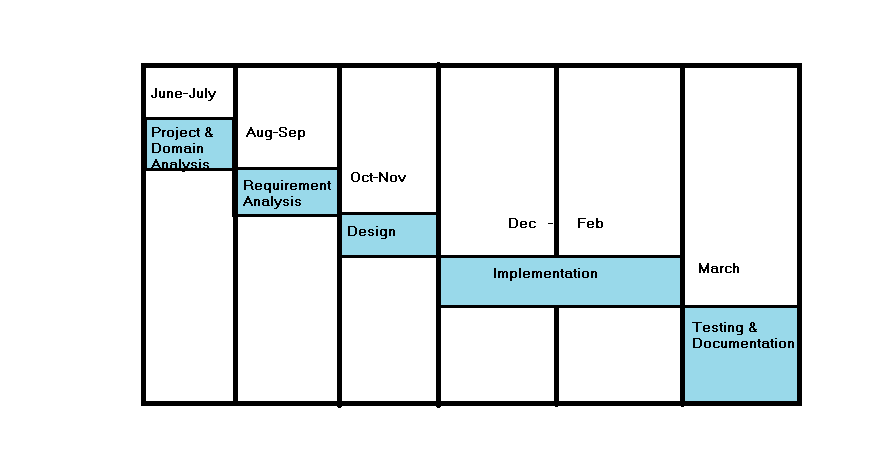 June-July
Project &
Domain
Analysis
Aug-Sep
Requirement
Analysis
Oct-Nov
Design
Dec - Feb
Implementation
March
Testing &
Documentation